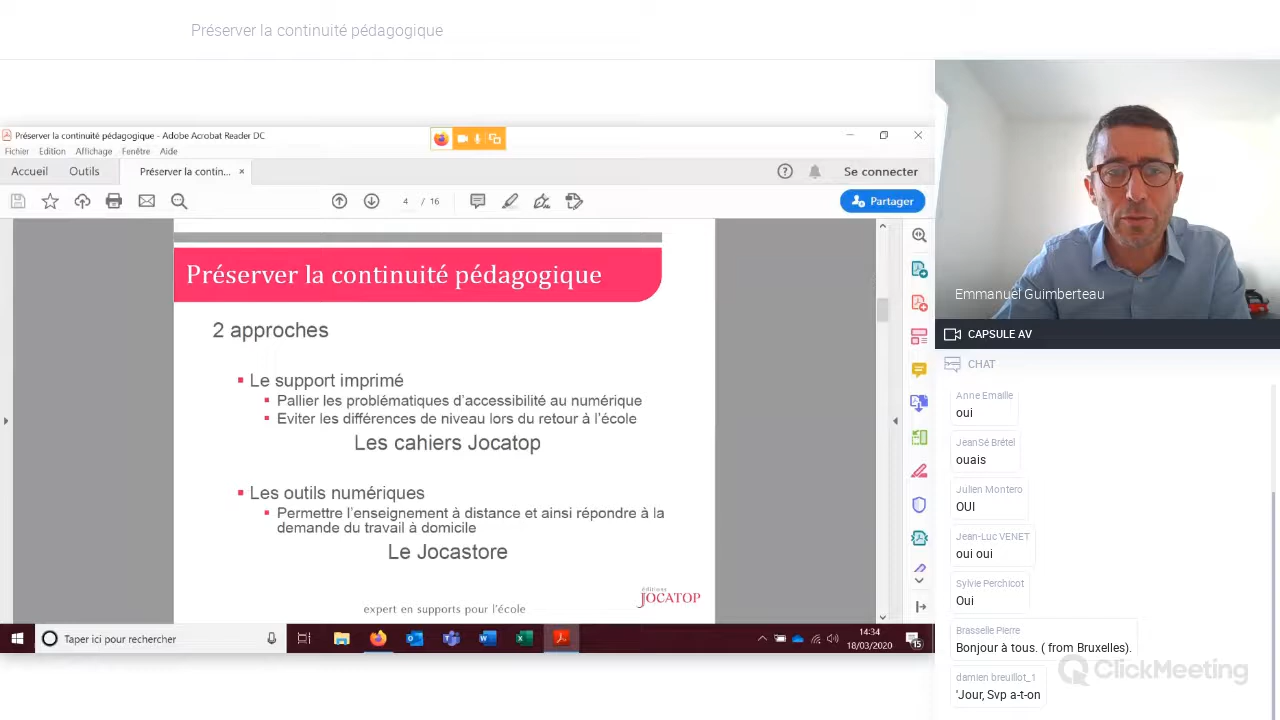 Préserver la continuité pédagogique
Préserver la continuité pédagogique - Adobe Acrobat Reader DC
Fichier Edition Affichage Fenêtre Aide
Accueil Outils Préserver la contin... × Se connecter
4 / 16 Partager
Préserver la continuité pédagogique
2 approches
Le support imprimé
Pallier les problématiques d'accessibilité au numérique
Eviter les différences de niveau lors du retour à l'école
Les cahiers Jocatop
Les outils numériques
Permettre l'enseignement à distance et ainsi répondre à la
demande du travail à domicile
Le Jocastore
éditions
JOCATOP
expert en supports pour l'école
Taper ici pour rechercher
14:34
18/03/2020
15
Emmanuel Guimberteau
CAPSULE AV
CHAT
Anne Emaille
oui
JeanSé Brétel
ouais
Julien Montero
OUI
Jean-Luc VENET
oui oui
Sylvie Perchicot
Oui
Brasselle Pierre
Bonjour à tous. ( from Bruxelles).
damien breuillot_1
'Jour, Svp a-t-on
ClickMeeting